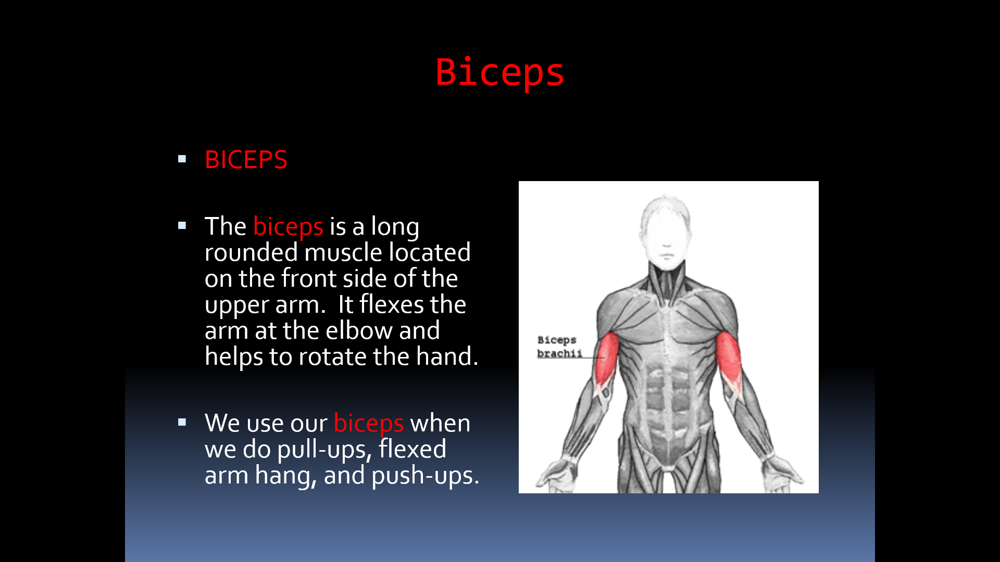 Biceps
BICEPS
The biceps is a long
rounded muscle located
on the front side of the
upper arm.  It flexes the
arm at the elbow and
helps to rotate the hand.
We use our biceps when
we do pull-ups, flexed
arm hang, and push-ups.
Biceps
brachii